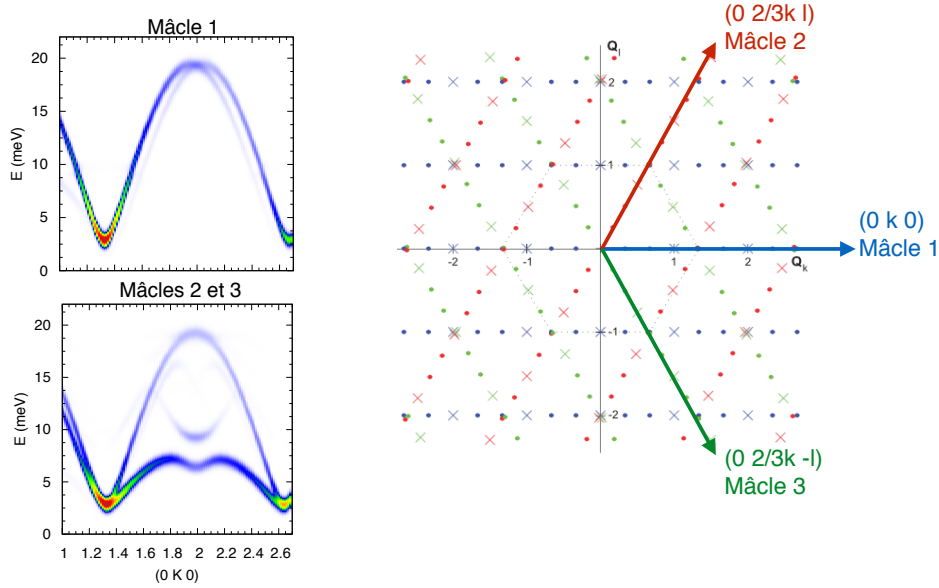 Mâcle 1
20
15
10
5
0
E (meV)
Mâcles 2 et 3
20
15
10
5
0
E (meV)
1 1.2 1.4 1.6 1.8 2 2.2 2.4 2.6
(0 K 0)
(0 2/3k l)
Mâcle 2
Ql
2
1
(0 k 0)
Mâcle 1
-2 -1 1 2 Qk
-1
-2
(0 2/3k -l)
Mâcle 3